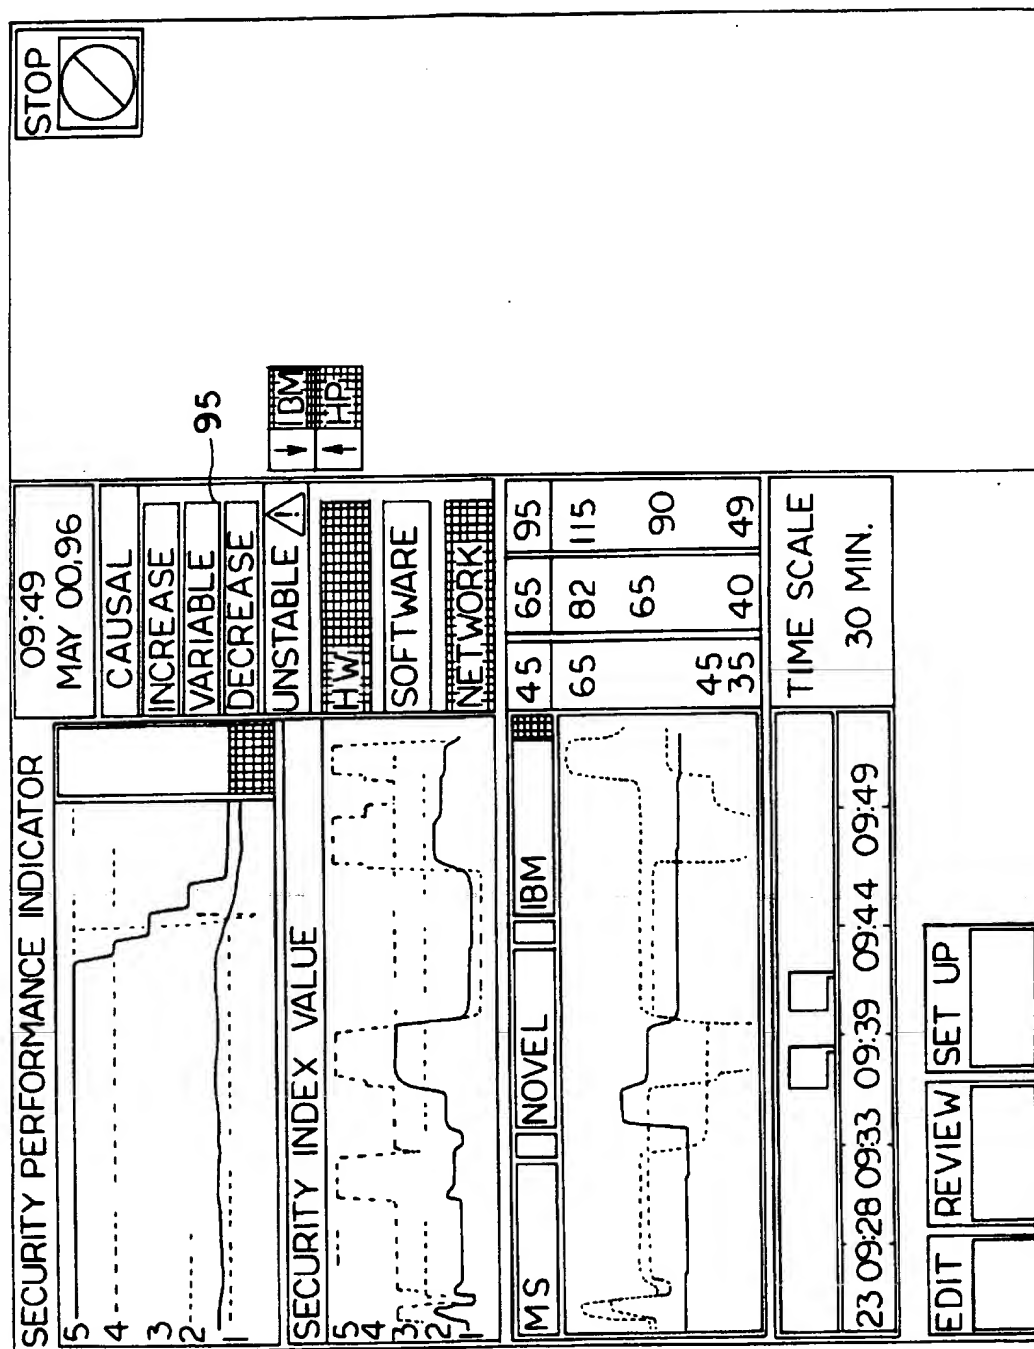 SECURITY PERFORMANCE INDICATOR
5
4
3
2
1
09:49
MAY 00,96
CAUSAL
INCREASE
VARIABLE
DECREASE
UNSTABLE
95
STOP
IBM
HP
SECURITY INDEX VALUE
5
4
3
2
1
HW
SOFTWARE
NETWORK
MS NOVEL IBM
45 65 95
65 82 115
65 90
45
35 40 49
TIME SCALE
30 MIN.
23 09:28 09:33 09:39 09:44 09:49
EDIT REVIEW SET UP